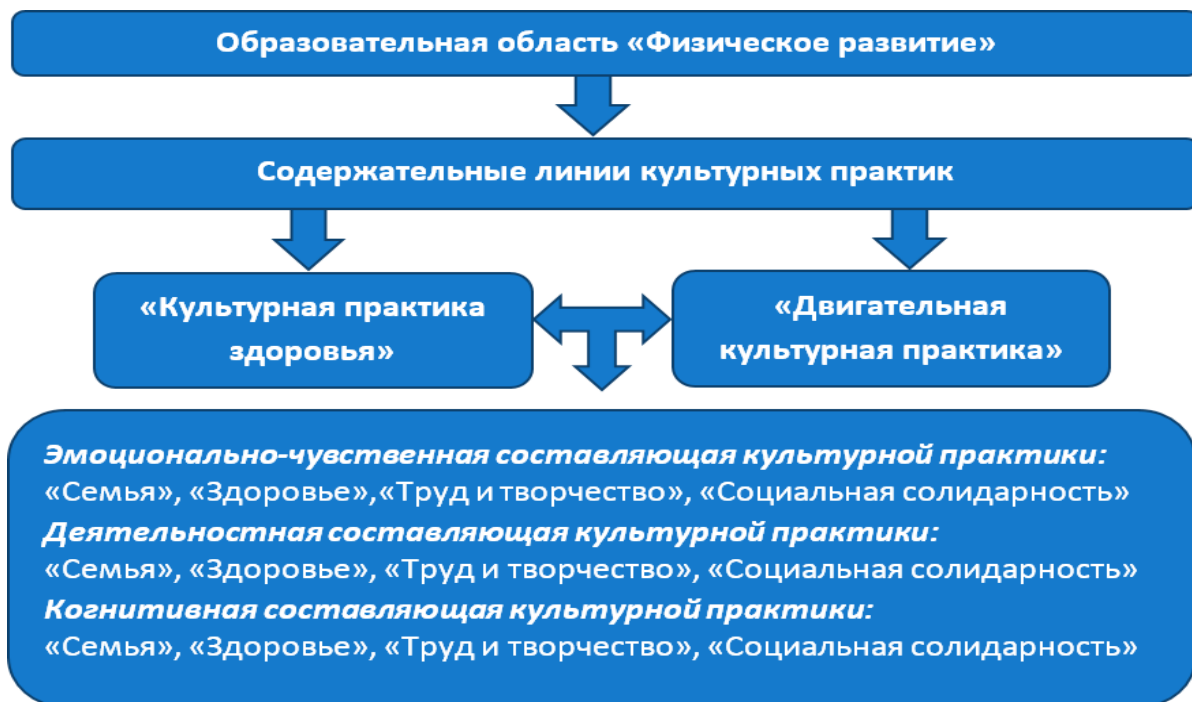 Образовательная область «Физическое развитие»
Содержательные линии культурных практик
«Культурная практика
здоровья»
«Двигательная
культурная практика»
Эмоционально-чувственная составляющая культурной практики:
«Семья», «Здоровье»,«Труд и творчество», «Социальная солидарность»
Деятельностная составляющая культурной практики:
«Семья», «Здоровье», «Труд и творчество», «Социальная солидарность»
Когнитивная составляющая культурной практики:
«Семья», «Здоровье», «Труд и творчество», «Социальная солидарность»